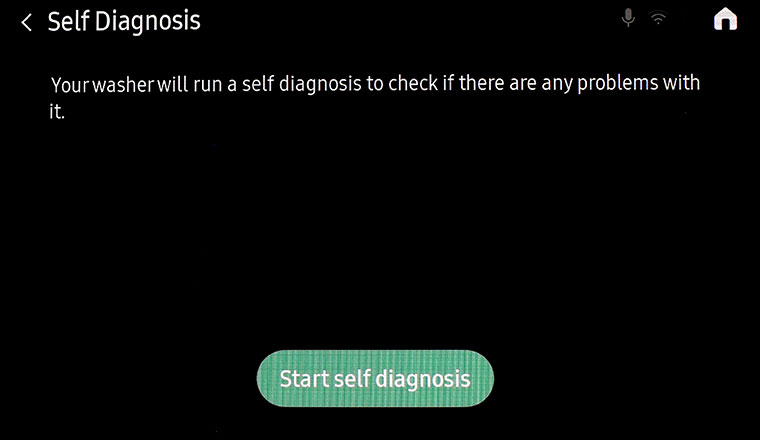 Self Diagnosis
Your washer will run a self diagnosis to check if there are any problems with
it.
Start self diagnosis